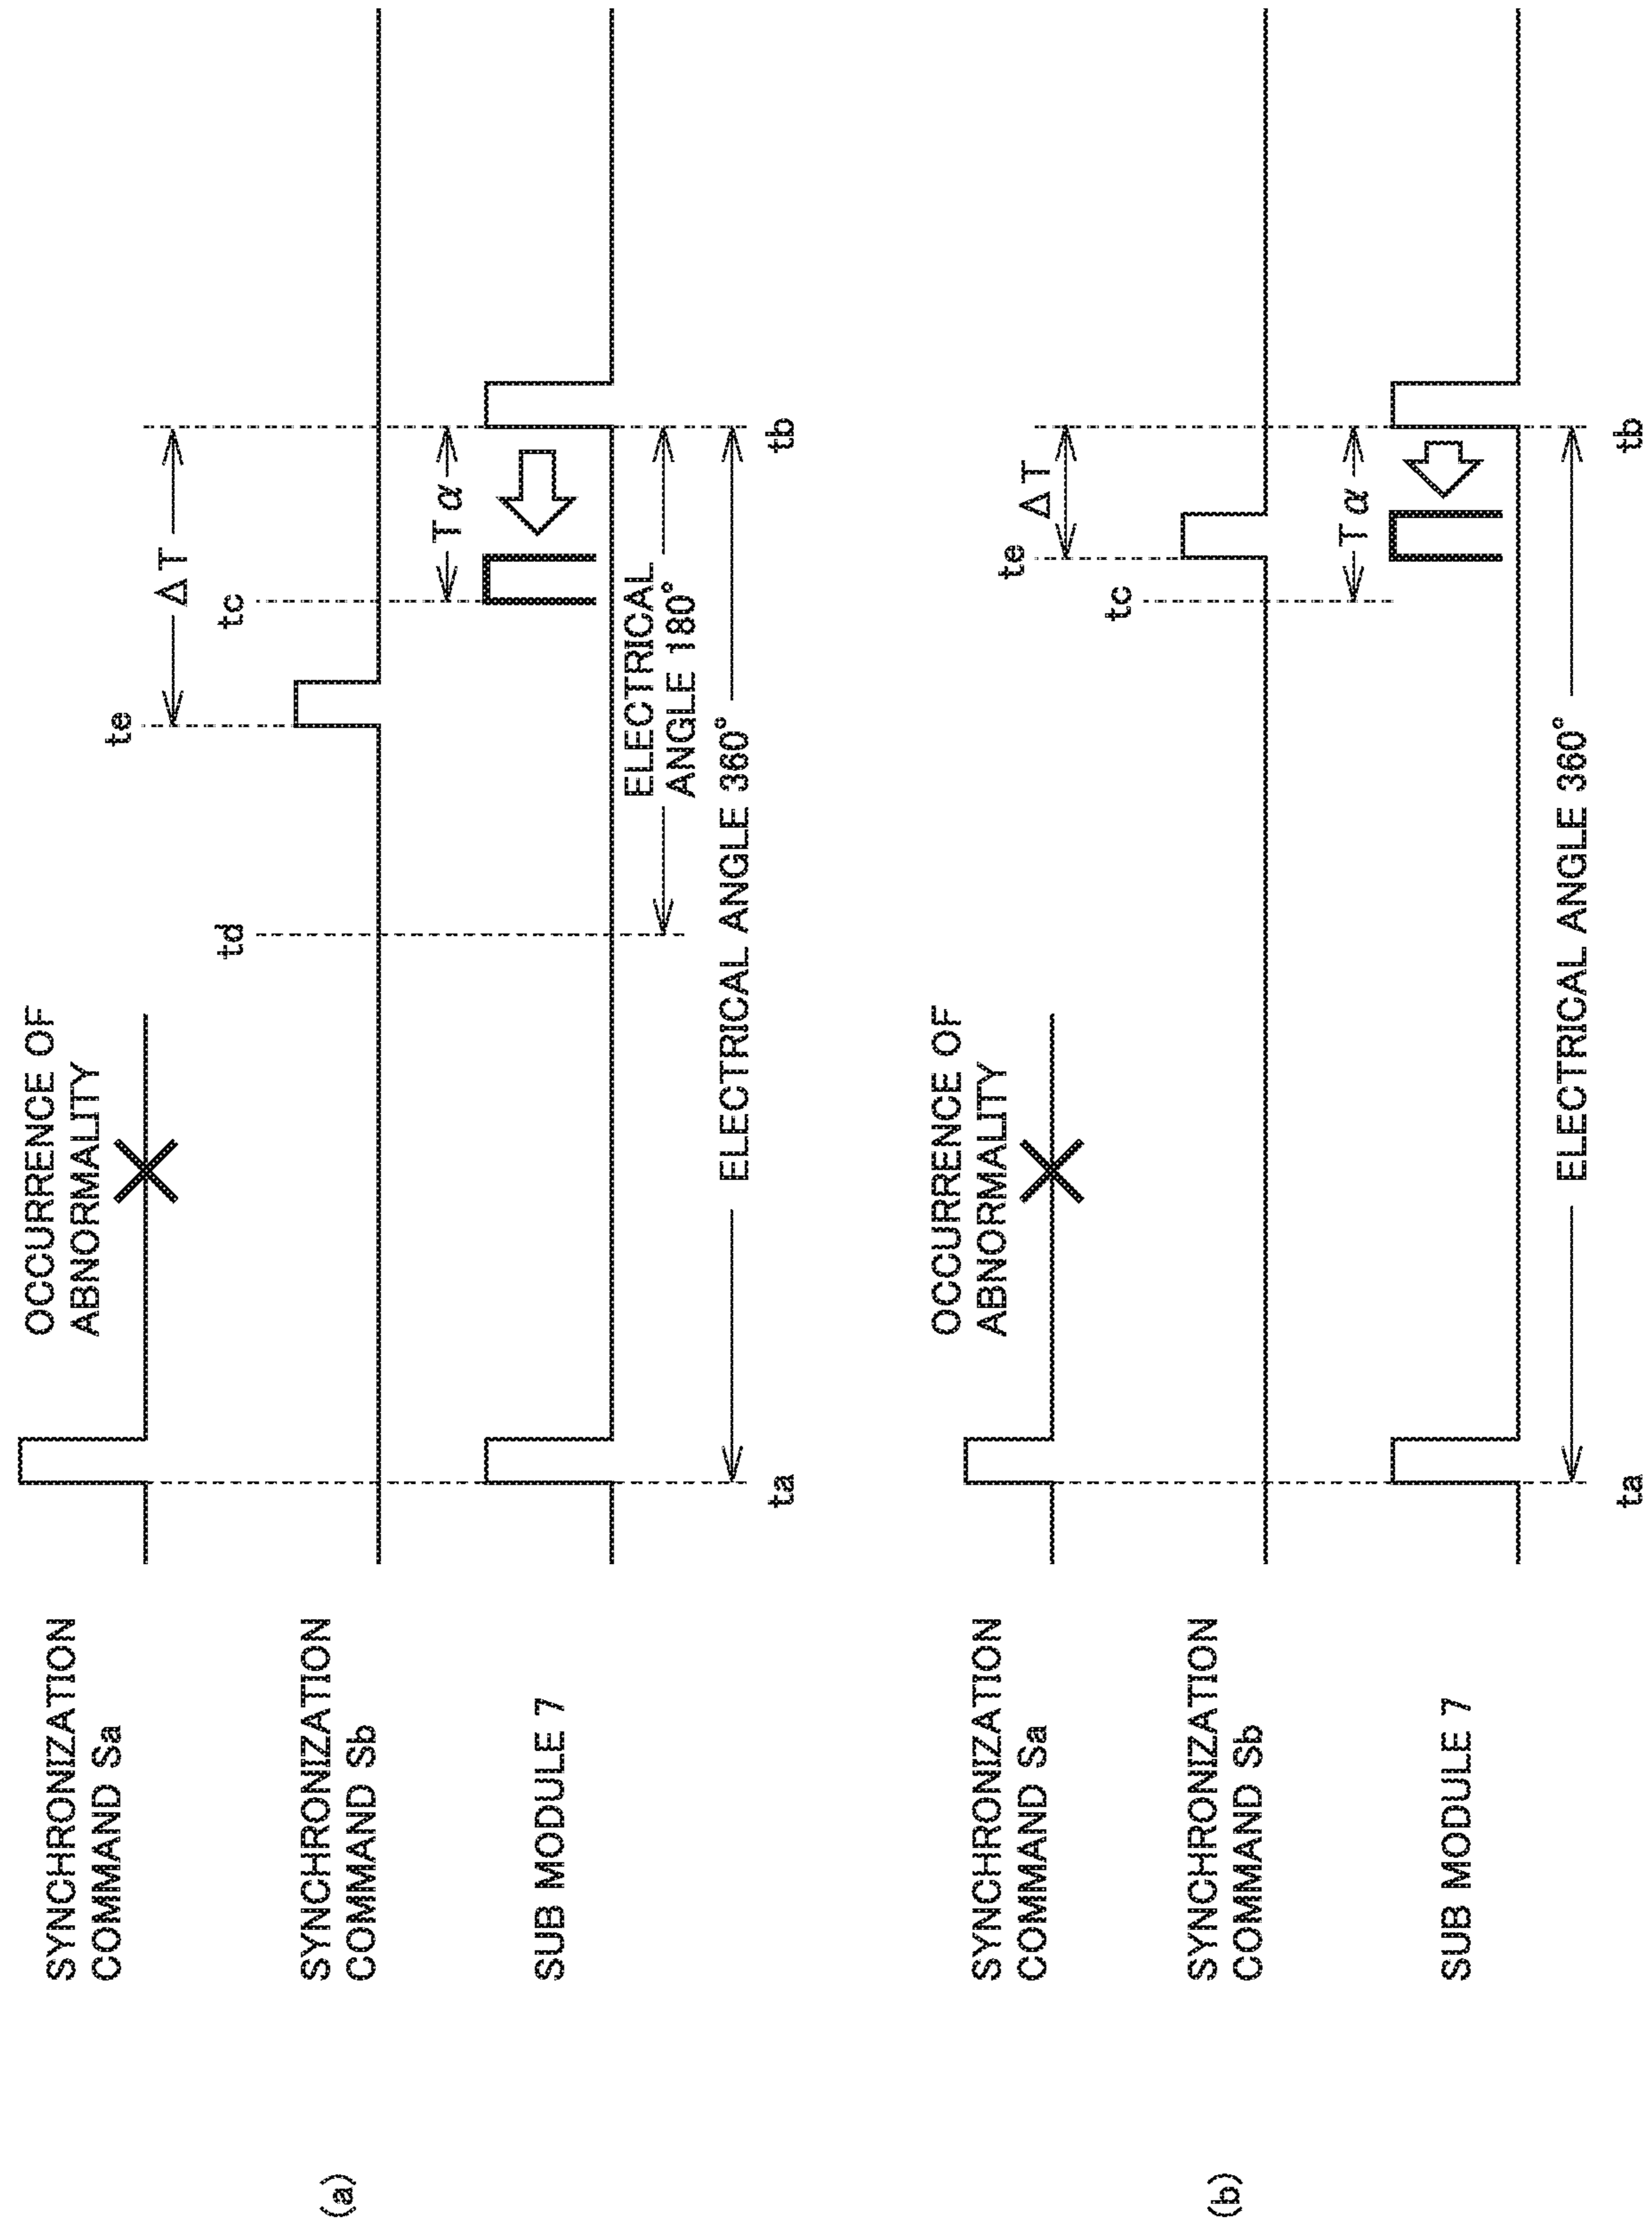 (a)
SYNCHRONIZATION
COMMAND Sa
OCCURRENCE OF
ABNORMALITY
te
ΔT
SYNCHRONIZATION
COMMAND Sb
td
tc
Tα
SUB MODULE 7
ELECTRICAL
ANGLE 180°
ELECTRICAL ANGLE 360°
ta
tb
(b)
SYNCHRONIZATION
COMMAND Sa
OCCURRENCE OF
ABNORMALITY
te
ΔT
tc
SYNCHRONIZATION
COMMAND Sb
Tα
SUB MODULE 7
ELECTRICAL ANGLE 360°
ta
tb